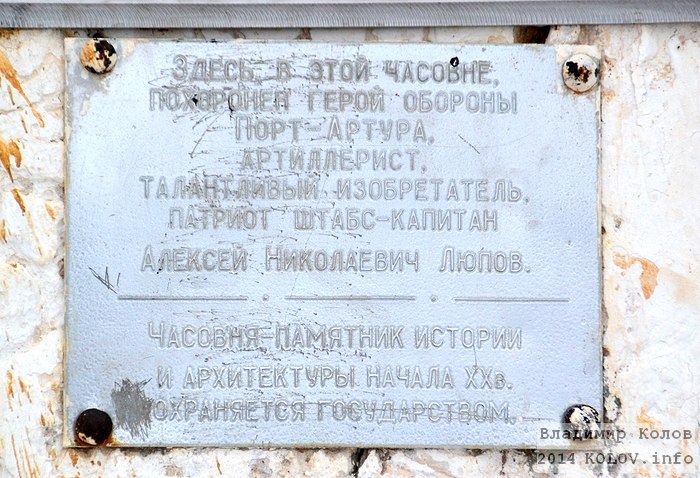 Здесь, в этой часовне,
похоронен герой обороны
Порт-Артура,
артиллерист,
талантливый изобретатель,
патриот штабс-капитан
Алексей Николаевич Люпов.
Часовня-памятник истории
и архитектуры начала XXв.
охраняется государством.
Владимир Колов
©2014 KOLOV.info